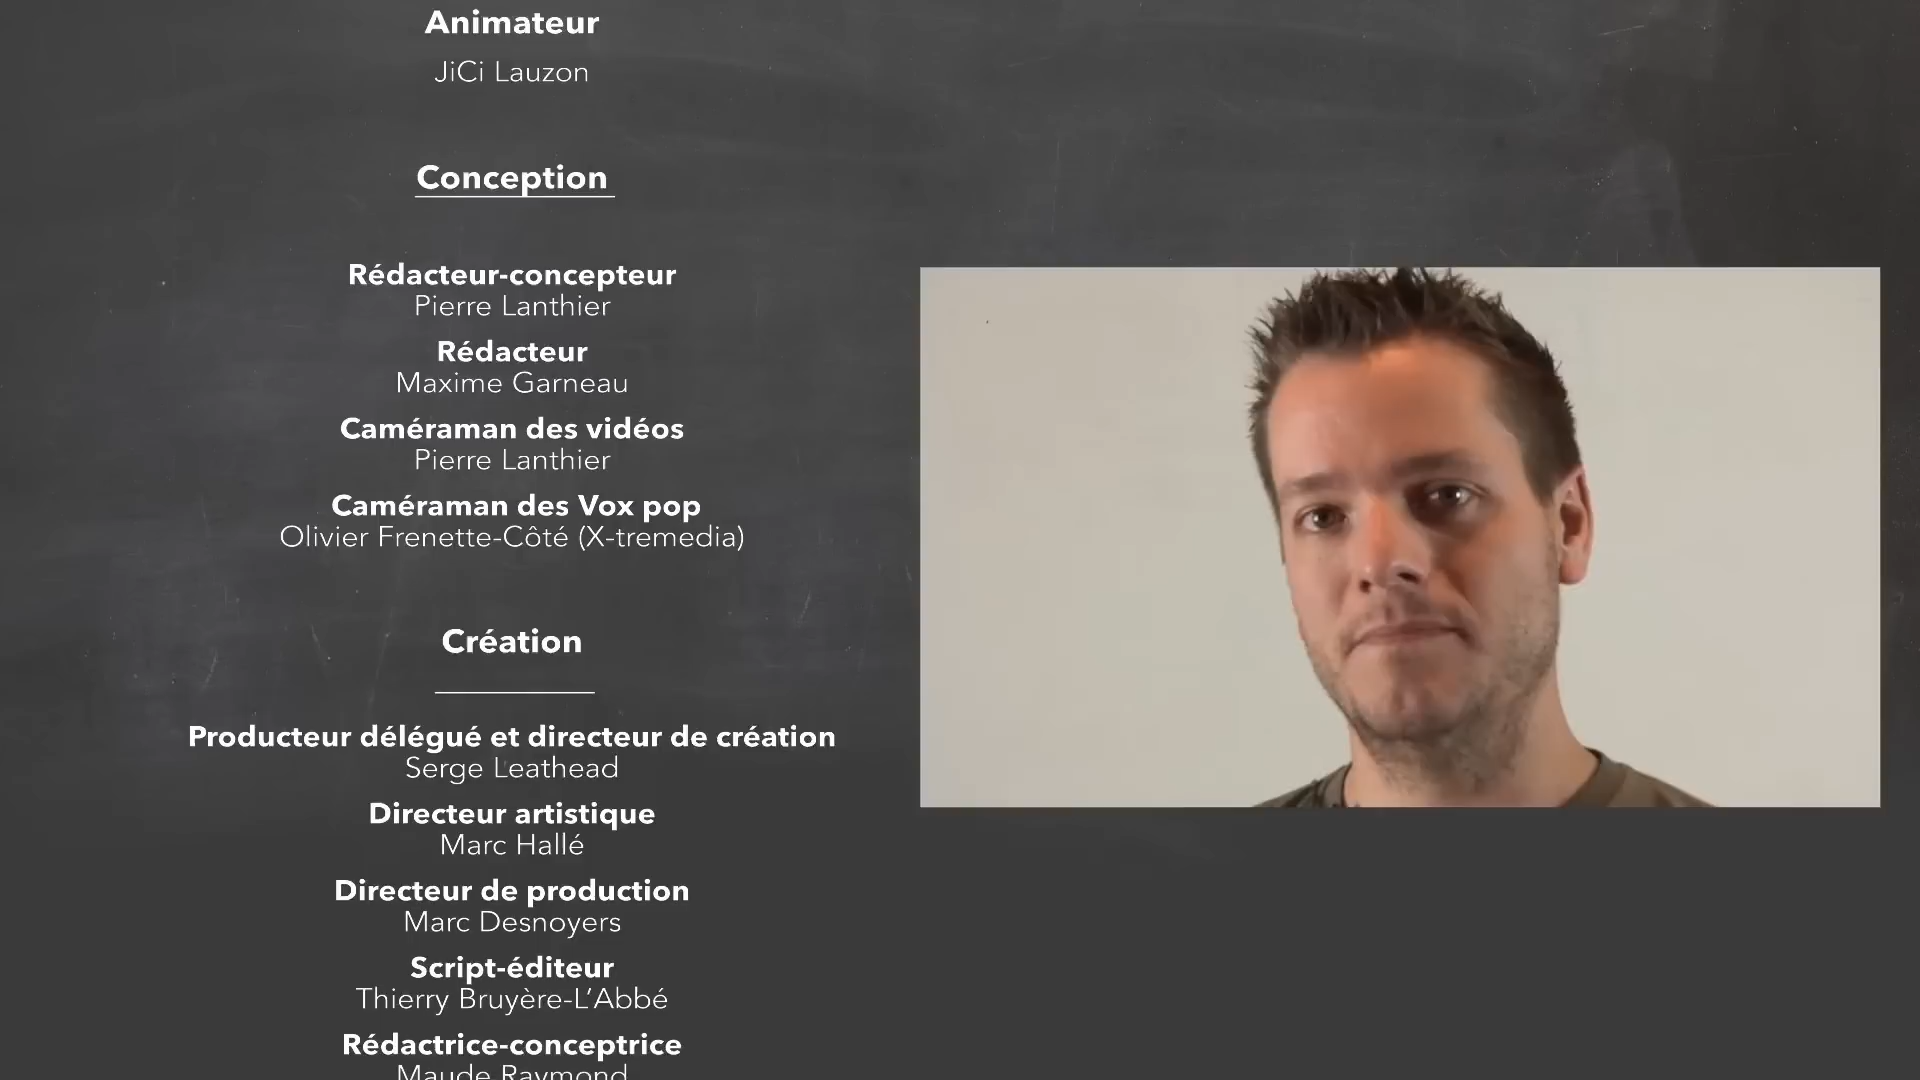 Animateur
JiCi Lauzon
Conception
Rédacteur-concepteur
Pierre Lanthier
Rédacteur
Maxime Garneau
Caméraman des vidéos
Pierre Lanthier
Caméraman des Vox pop
Olivier Frenette-Côté (X-tremedia)
Création
Producteur délégué et directeur de création
Serge Leathead
Directeur artistique
Marc Hallé
Directeur de production
Marc Desnoyers
Script-éditeur
Thierry Bruyère-L’Abbé
Rédactrice-conceptrice
Maude Raymond